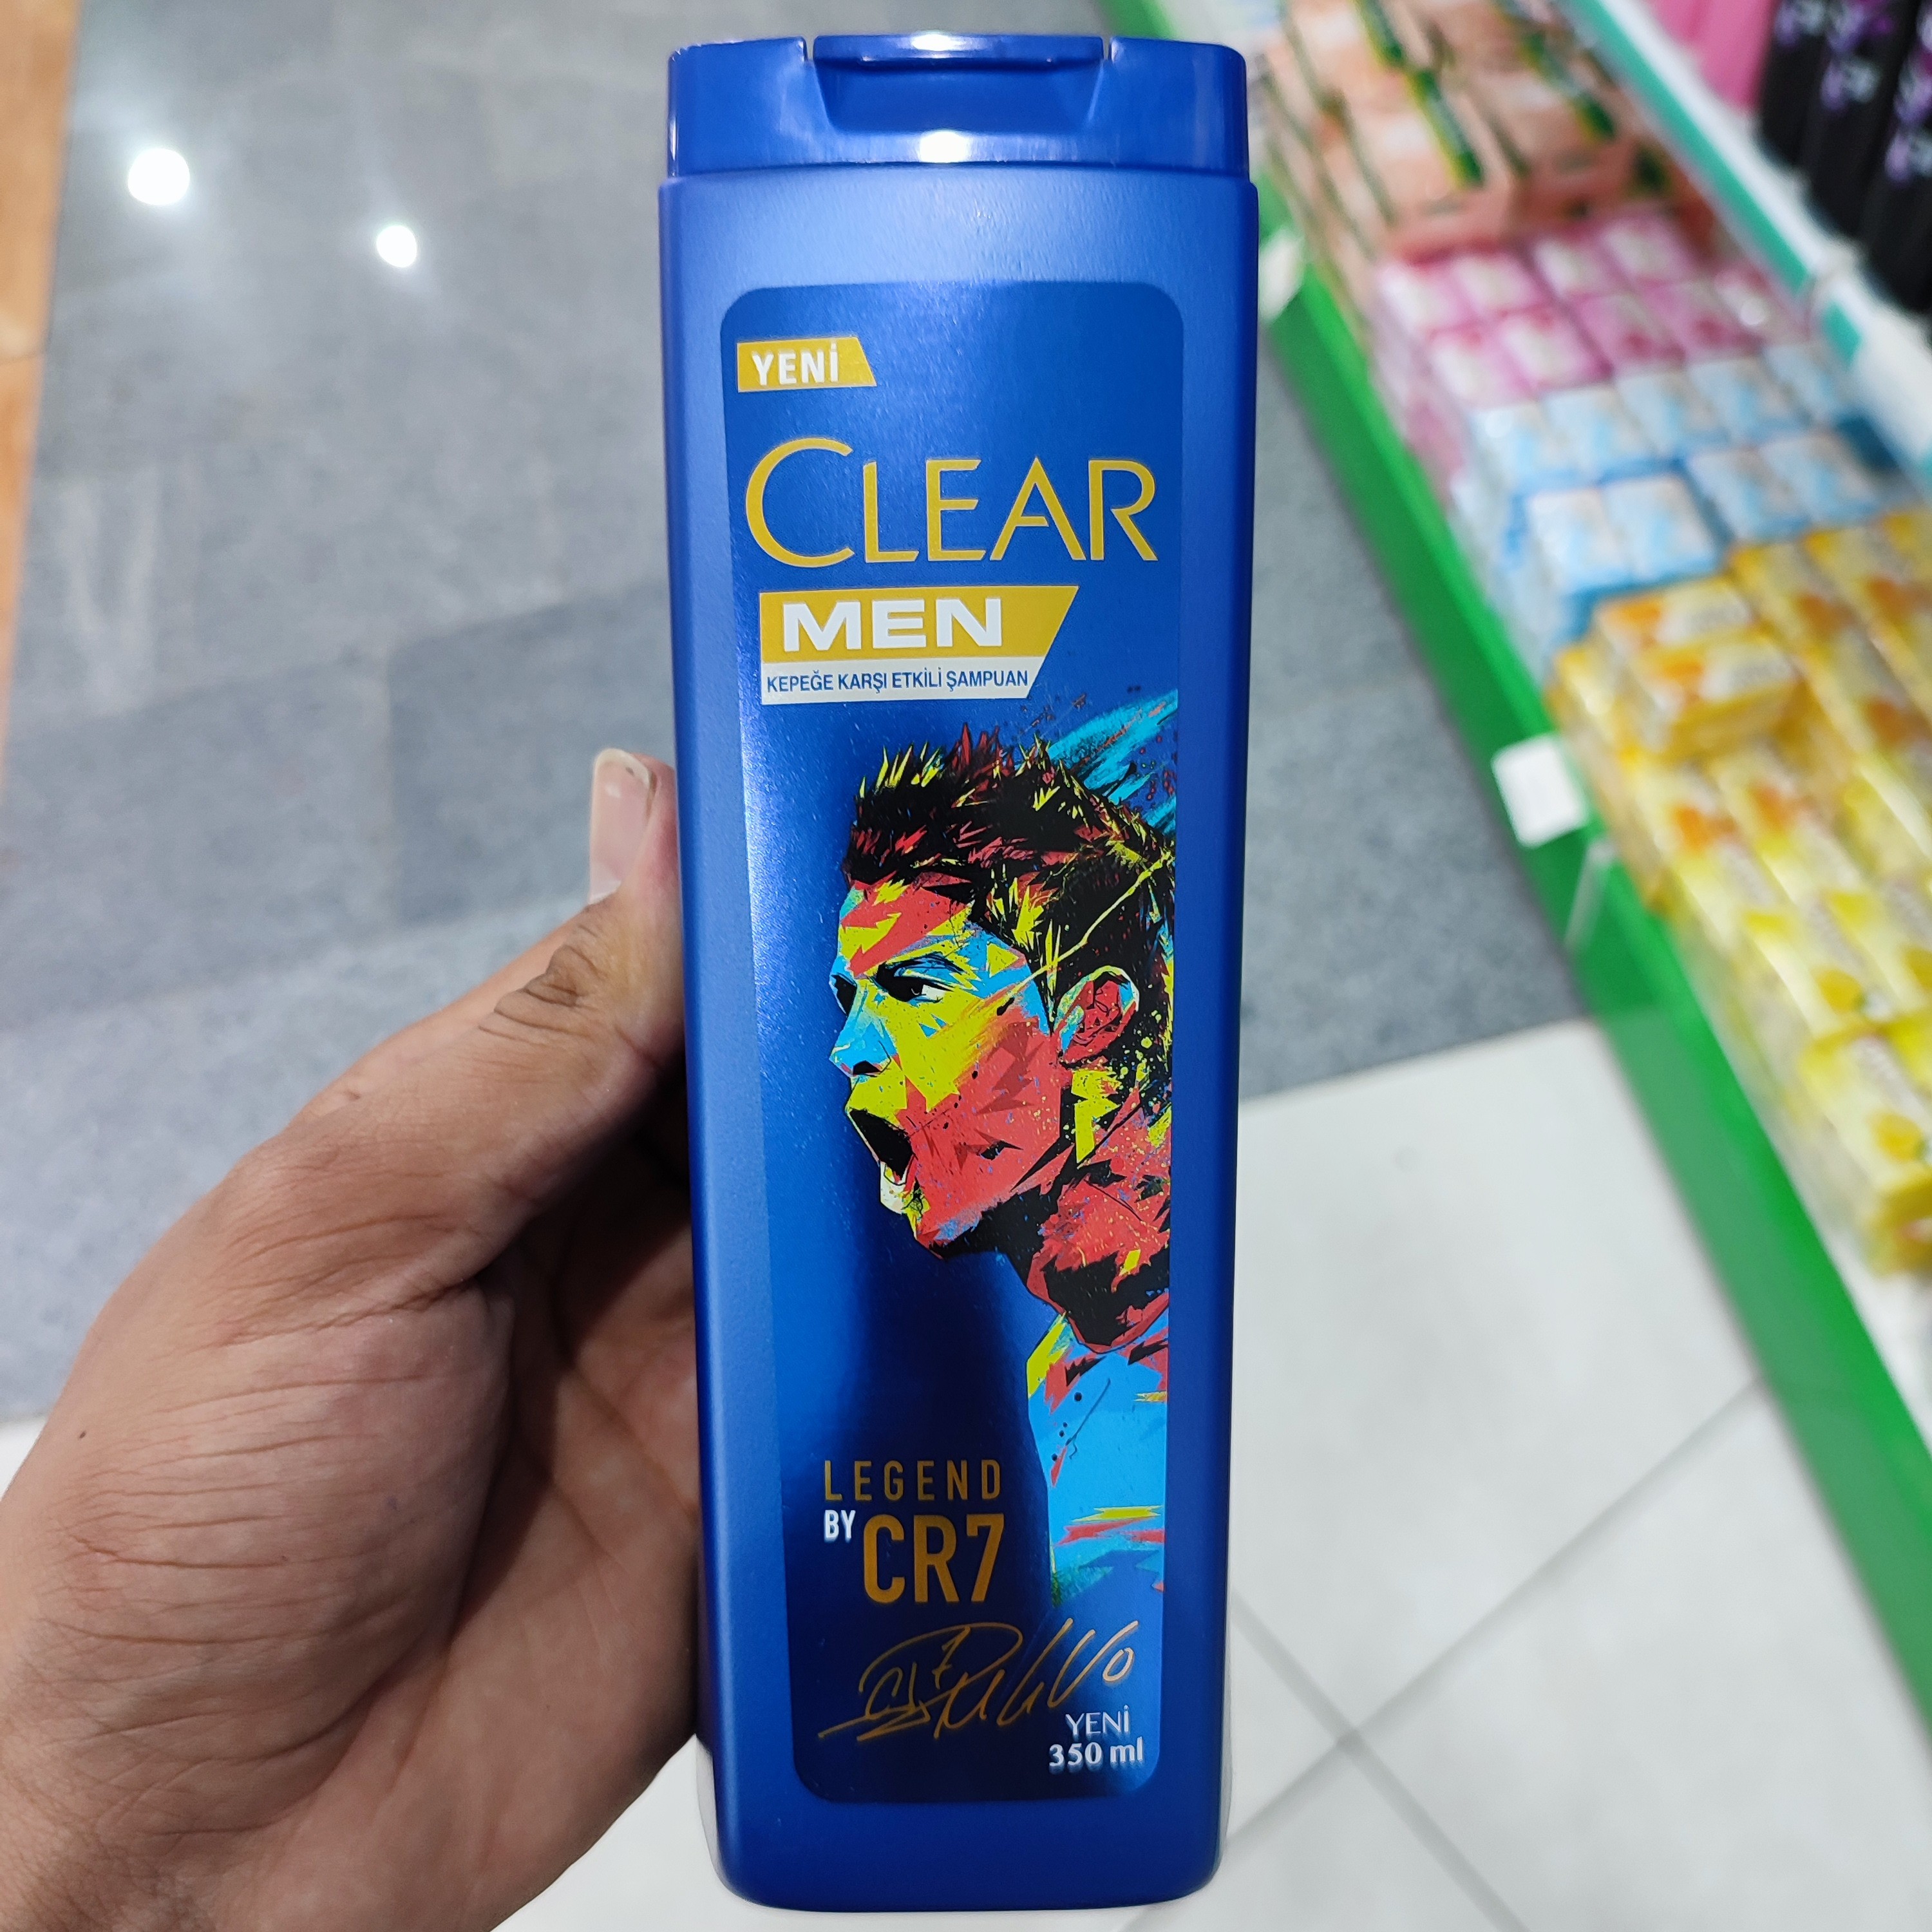 YENİ
CLEAR
MEN
KEPEĞE KARŞI ETKİLİ ŞAMPUAN
LEGEND
BY CR7
YENİ
350 ml